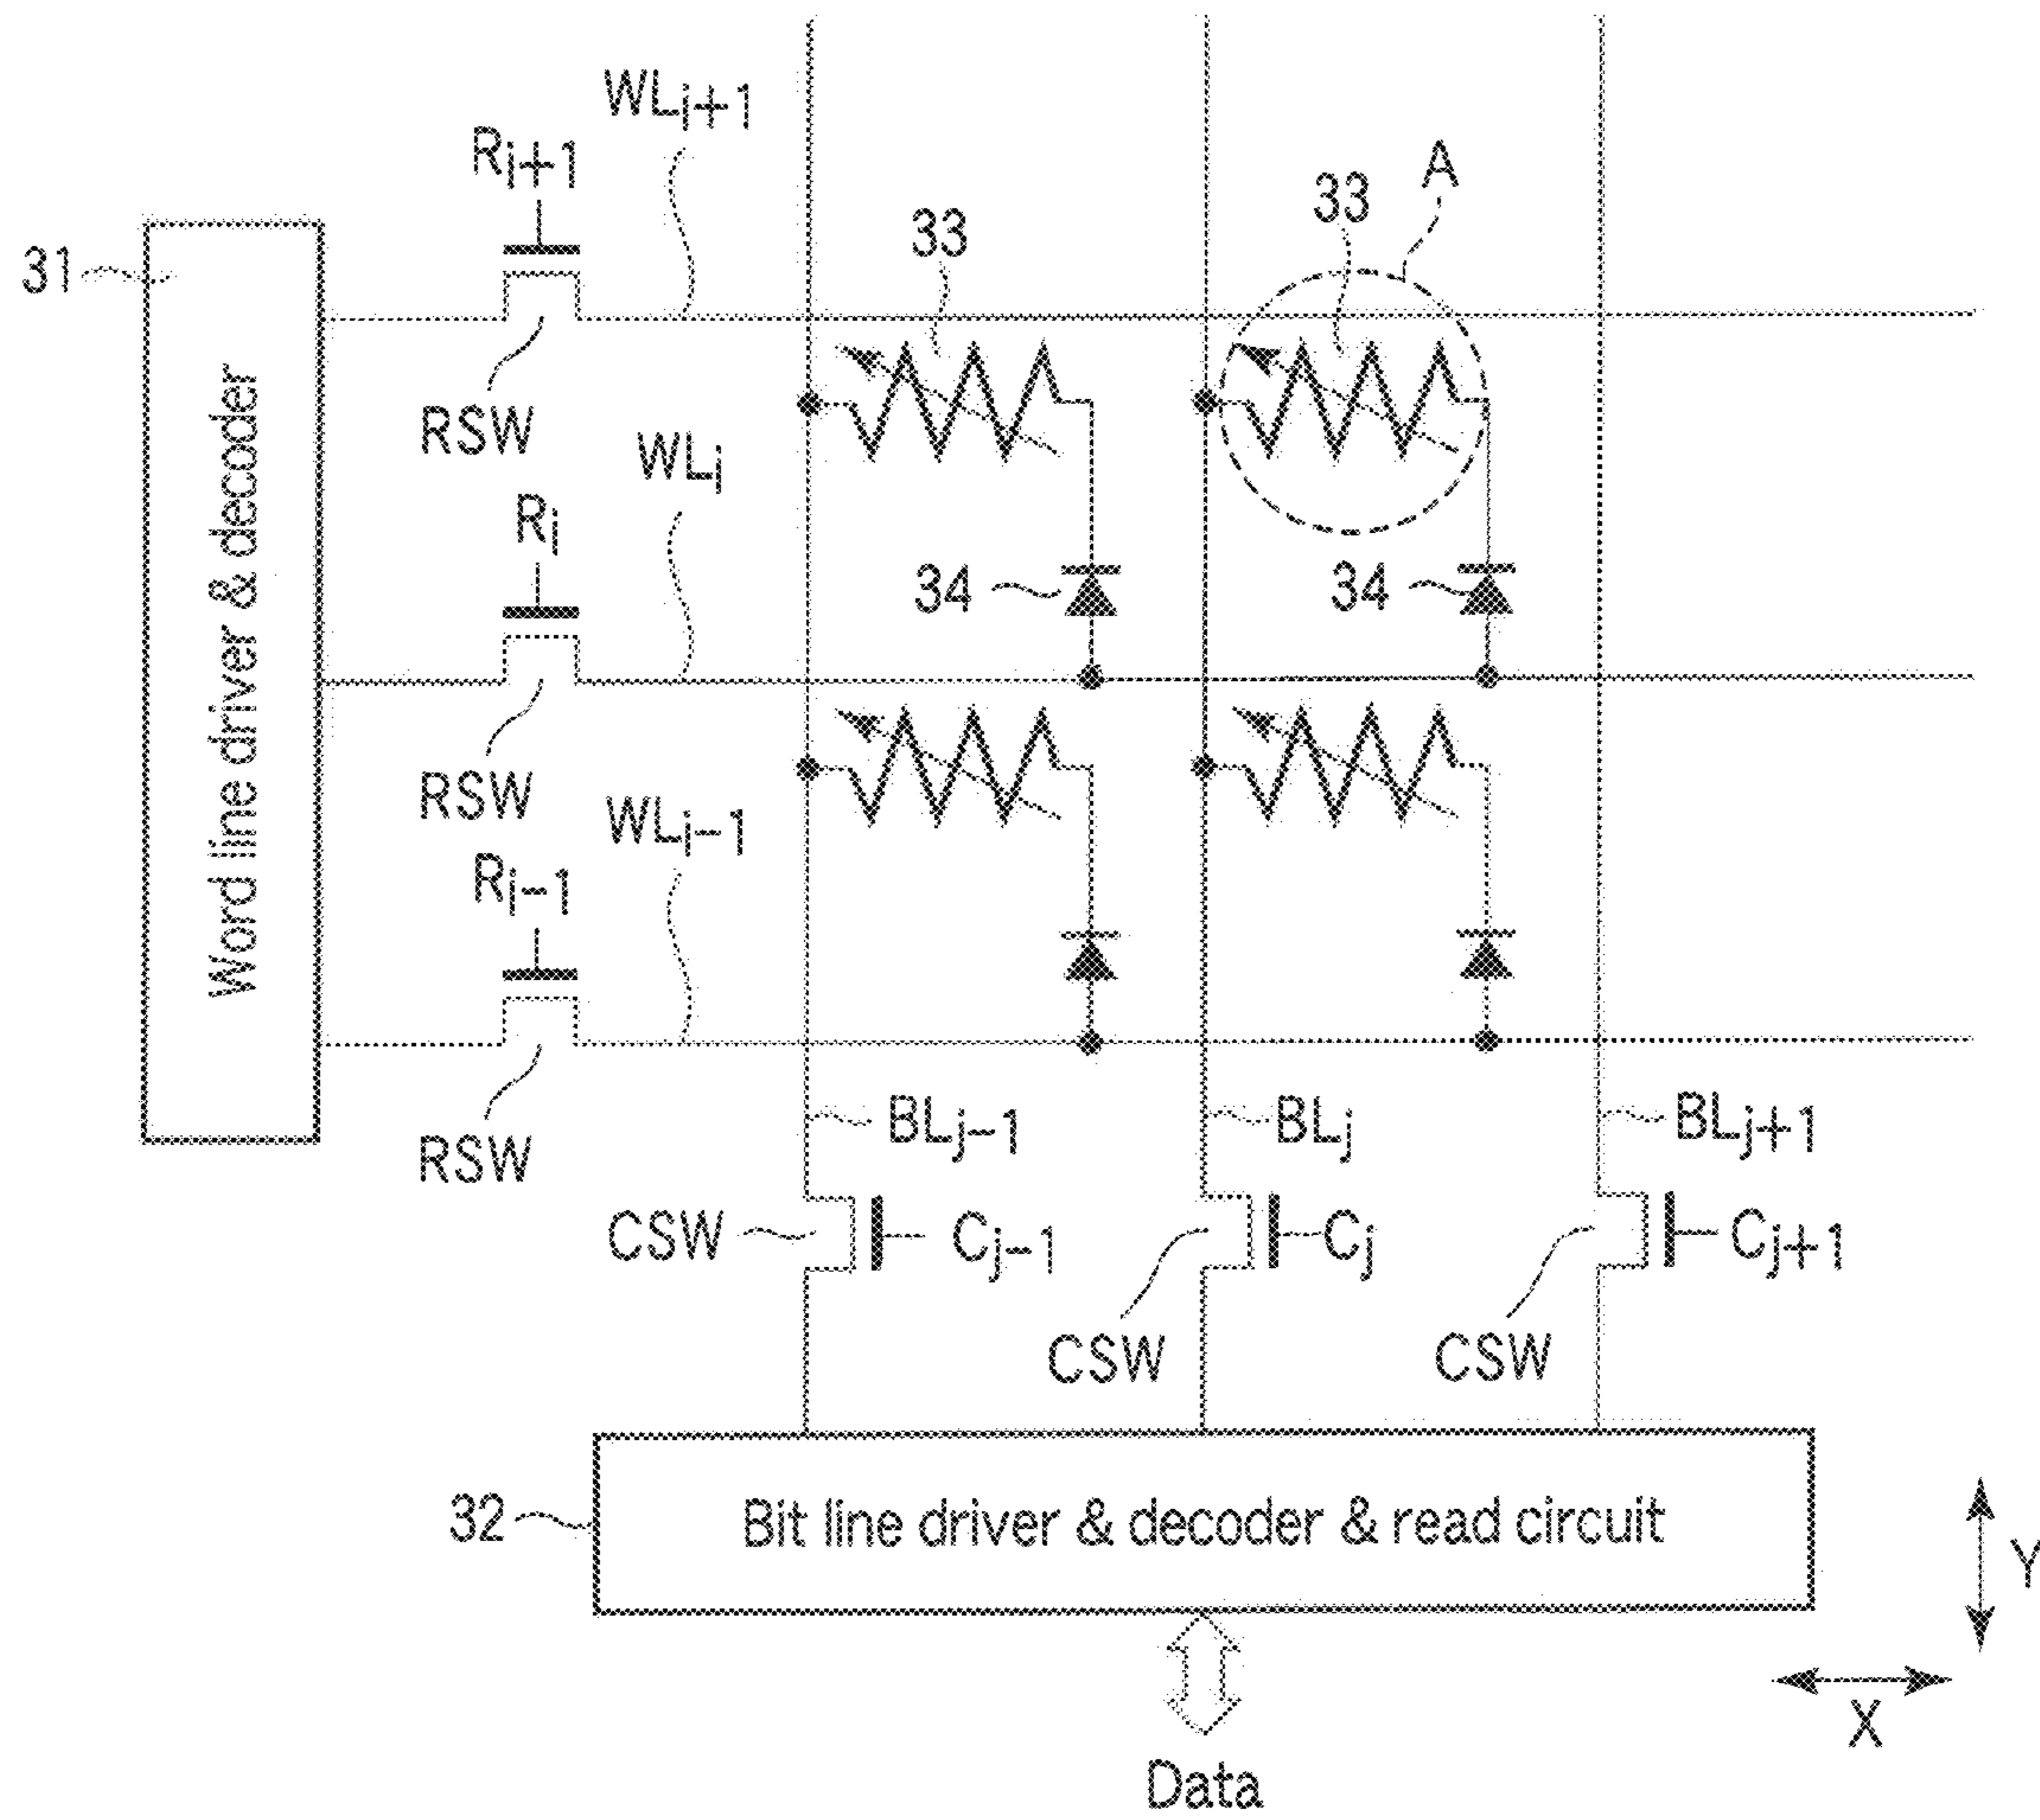 WLi+1
Ri+1
A
33
33
31
RSW
WLi
Ri
34
34
Word line driver & decoder
RSW
WLi-1
Ri-1
RSW
BLj-1
BLj
BLj+1
CSW
Cj-1
Cj
Cj+1
CSW
CSW
32
Bit line driver & decoder & read circuit
Y
X
Data